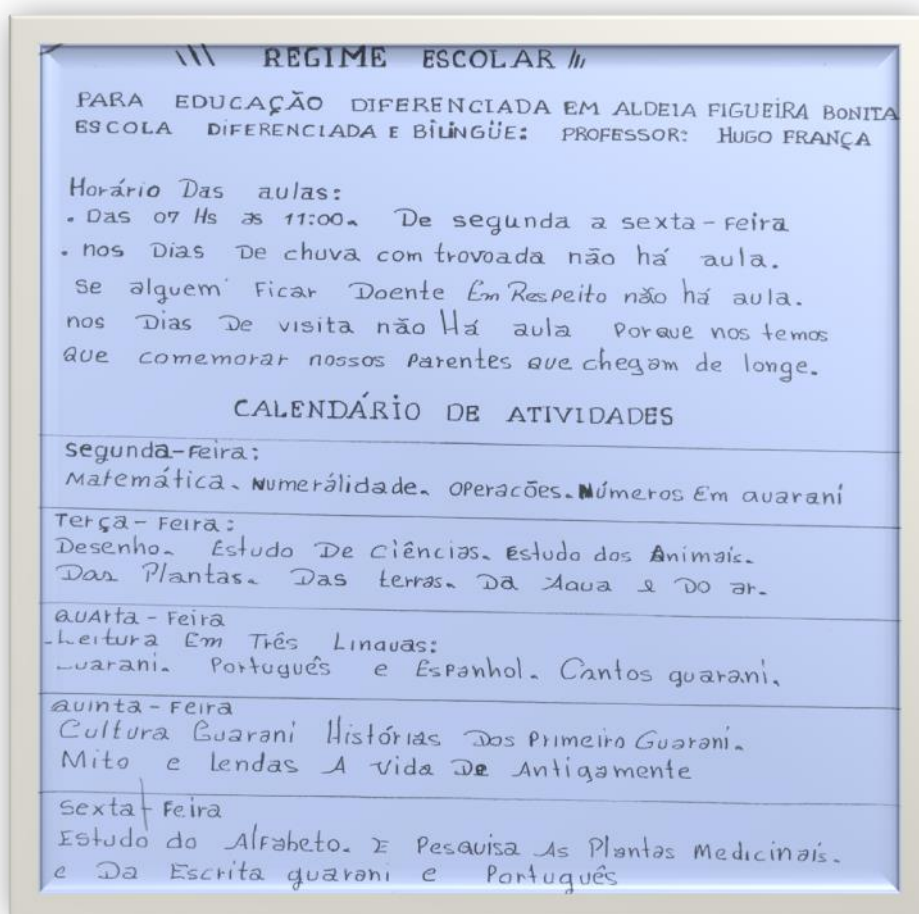 \\\ REGIME ESCOLAR ///
PARA EDUCAÇÃO DIFERENCIADA EM ALDEIA FIGUEIRA BONITA
ESCOLA DIFERENCIADA E BILINGÜE: PROFESSOR: HUGO FRANÇA
Horário Das aulas:
. Das 07 Hs as 11:00. De segunda a sexta-Feira
. nos Dias De chuva com trovoada não há aula.
Se alguem Ficar Doente Em Respeito não há aula.
nos Dias De visita não Há aula Porque nos temos
que comemorar nossos Parentes que chegam de longe.
CALENDÁRIO DE ATIVIDADES
Segunda-Feira:
Matemática. Numerálidade. Operacões. Números Em Guarani
Terça-Feira:
Desenho. Estudo De Ciências. Estudo dos Animais.
Das Plantas. Das terras. Da Agua e Do ar.
Quarta-Feira
Leitura Em Três Linguas:
Guarani. Português e Espanhol. Cantos guarani.
Quinta-Feira
Cultura Guarani Histórias Dos Primeiro Guarani.
Mito e Lendas A Vida De Antigamente
Sexta-Feira
Estudo do Alfabeto. E Pesquisa As Plantas Medicinais.
e Da Escrita guarani e Português